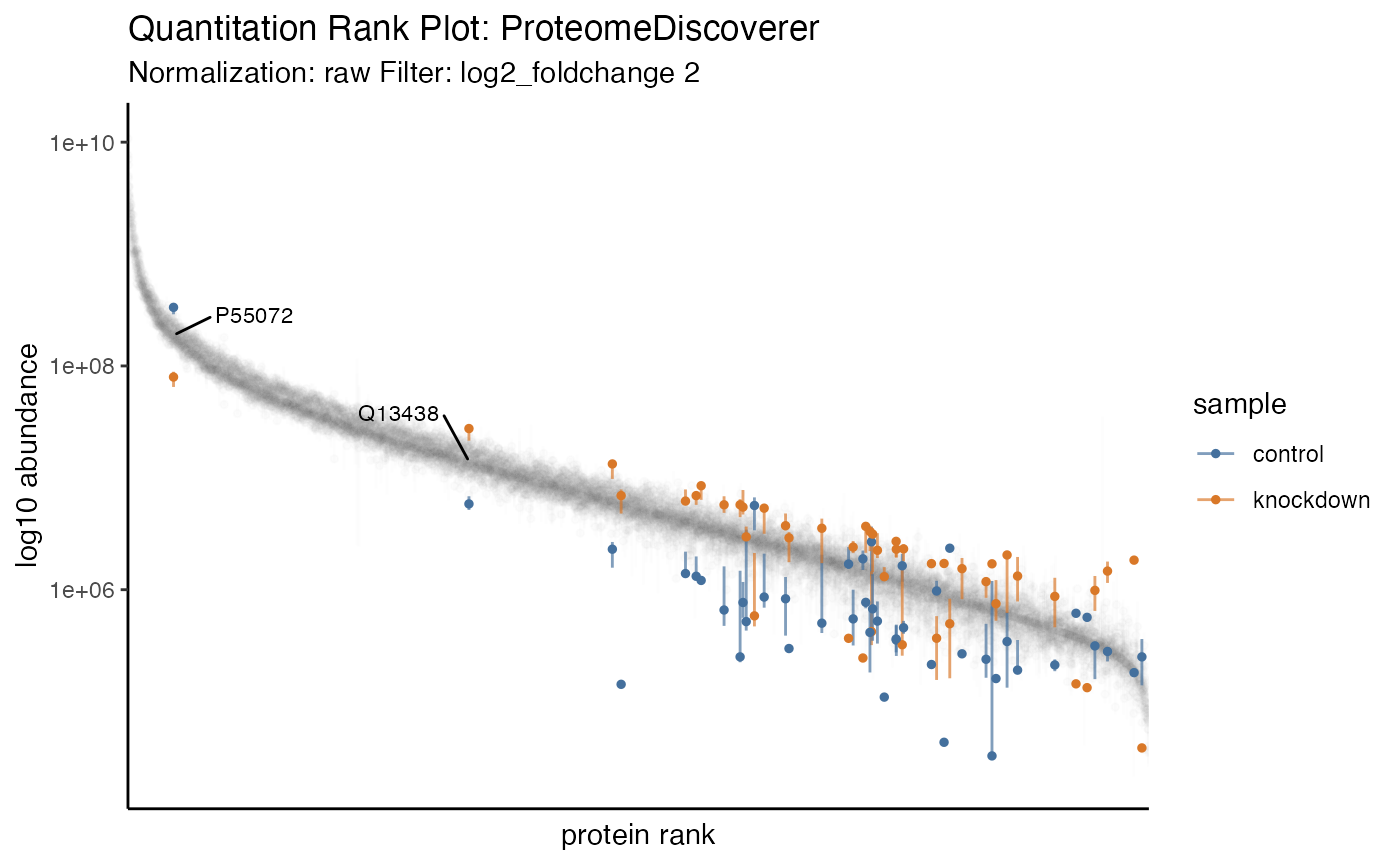 Quantitation Rank Plot: ProteomeDiscoverer
Normalization: raw Filter: log2_foldchange 2
1e+10
1e+08
1e+06
log10 abundance
P55072
Q13438
protein rank
sample
control
knockdown